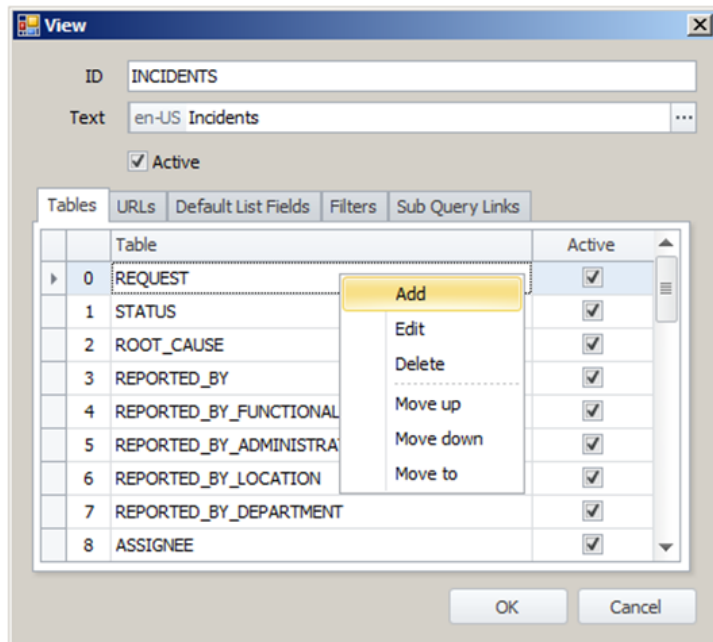 View
ID INCIDENTS
Text en-US Incidents ...
Active
Tables URLs Default List Fields Filters Sub Query Links
Table Active
0 REQUEST
1 STATUS
2 ROOT_CAUSE
3 REPORTED_BY
4 REPORTED_BY_FUNCTIONAL
5 REPORTED_BY_ADMINISTRA
6 REPORTED_BY_LOCATION
7 REPORTED_BY_DEPARTMENT
8 ASSIGNEE
Add
Edit
Delete
Move up
Move down
Move to
OK Cancel